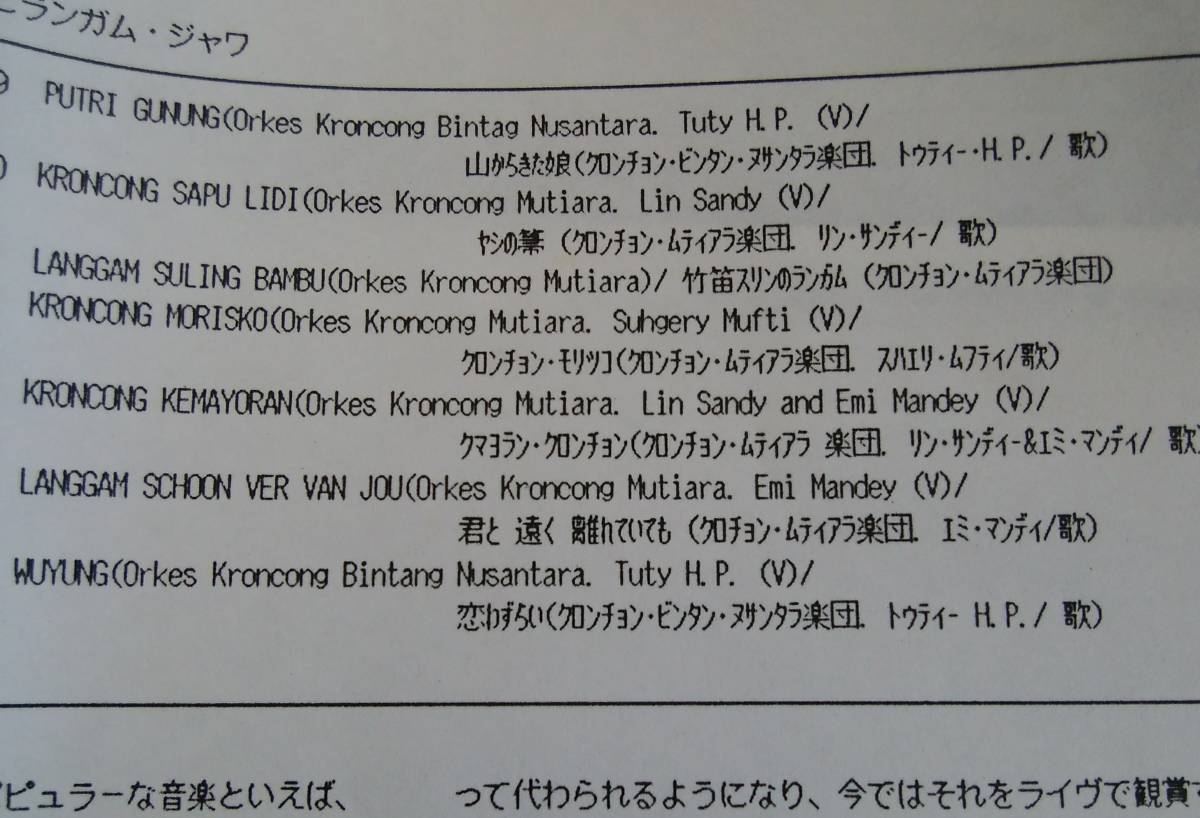 ランガム・ジャワ
9 PUTRI GUNUNG(Orkes Kroncong Bintag Nusantara. Tuty H.P. (V)/
山からきた娘(クロンチョン・ビンタン・ヌサンタラ楽団. トゥティー・H.P./ 歌)
KRONCONG SAPU LIDI(Orkes Kroncong Mutiara. Lin Sandy (V)/
ヤシの箒 (クロンチョン・ムティアラ楽団. リン・サンディー/ 歌)
LANGGAM SULING BAMBU(Orkes Kroncong Mutiara)/ 竹笛スリンのランガム (クロンチョン・ムティアラ楽団)
KRONCONG MORISKO(Orkes Kroncong Mutiara. Suhgery Mufti (V)/
クロンチョン・モリツコ(クロンチョン・ムティアラ楽団. スハエリ・ムフティ/歌)
KRONCONG KEMAYORAN(Orkes Kroncong Mutiara. Lin Sandy and Emi Mandey (V)/
クマヨラン・クロンチョン(クロンチョン・ムティアラ 楽団. リン・サンディー&エミ・マンディ/ 歌)
LANGGAM SCHOON VER VAN JOU(Orkes Kroncong Mutiara. Emi Mandey (V)/
君と 遠く 離れていても (クロチョン・ムティアラ楽団. エミ・マンディ/歌)
WUYUNG(Orkes Kroncong Bintang Nusantara. Tuty H.P. (V)/
恋わずらい(クロンチョン・ビンタン・ヌサンタラ楽団. トゥティー H.P./ 歌)
ピュラーな音楽といえば、
って代わられるようになり、今ではそれをライヴで観賞す